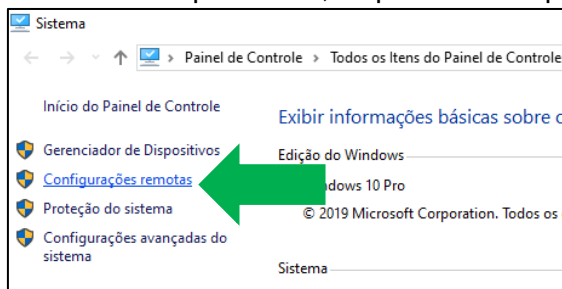 Sistema
Painel de Controle > Todos os Itens do Painel de Controle
Início do Painel de Controle
Exibir informações básicas sobre
Gerenciador de Dispositivos
Edição do Windows
Configurações remotas
10 Pro
Proteção do sistema
© 2019 Microsoft Corporation. Todos os
Configurações avançadas do
sistema
Sistema